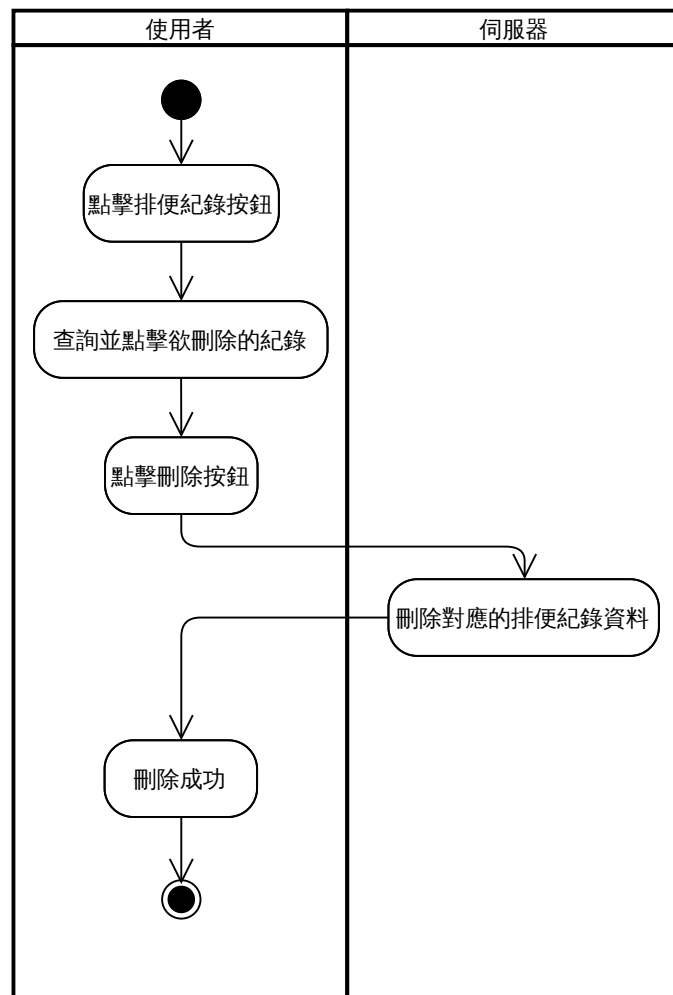 使用者
伺服器
點擊排便紀錄按鈕
查詢並點擊欲刪除的紀錄
點擊刪除按鈕
刪除對應的排便紀錄資料
刪除成功